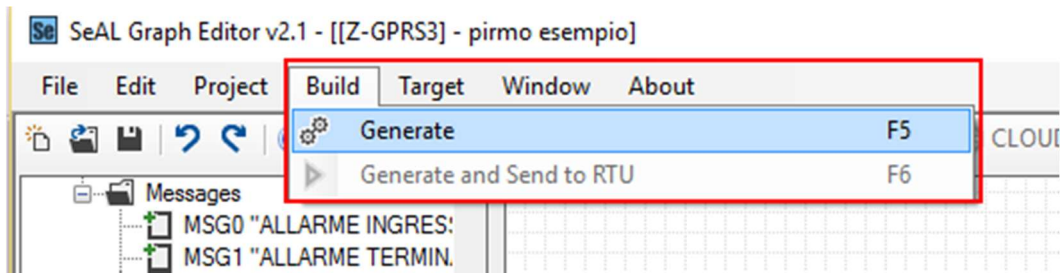 Se SeAL Graph Editor v2.1 - [[Z-GPRS3] - pirmo esempio]
File Edit Project Build Target Window About
Generate F5
CLOU
Generate and Send to RTU F6
Messages
MSG0 "ALLARME INGRES
MSG1 "ALLARME TERMIN.